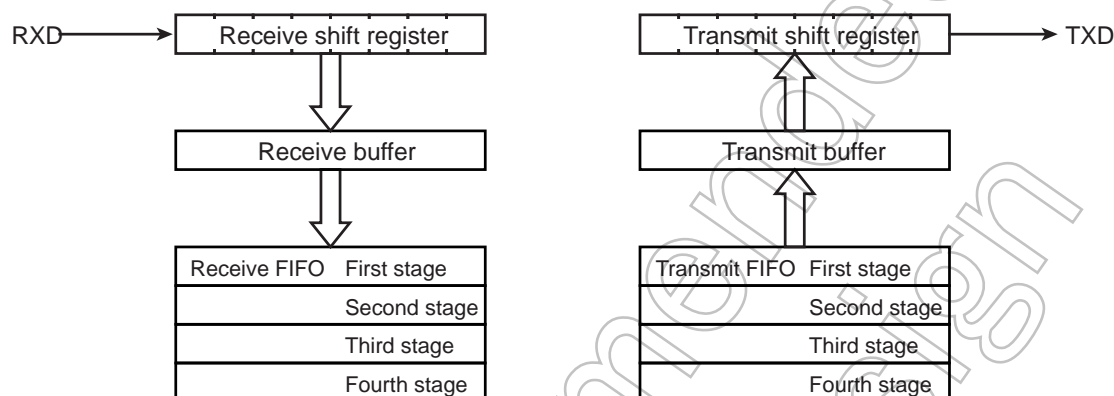 RXD
Receive shift register
Transmit shift register
TXD
Receive buffer
Transmit buffer
Receive FIFO First stage
Second stage
Third stage
Fourth stage
Transmit FIFO First stage
Second stage
Third stage
Fourth stage